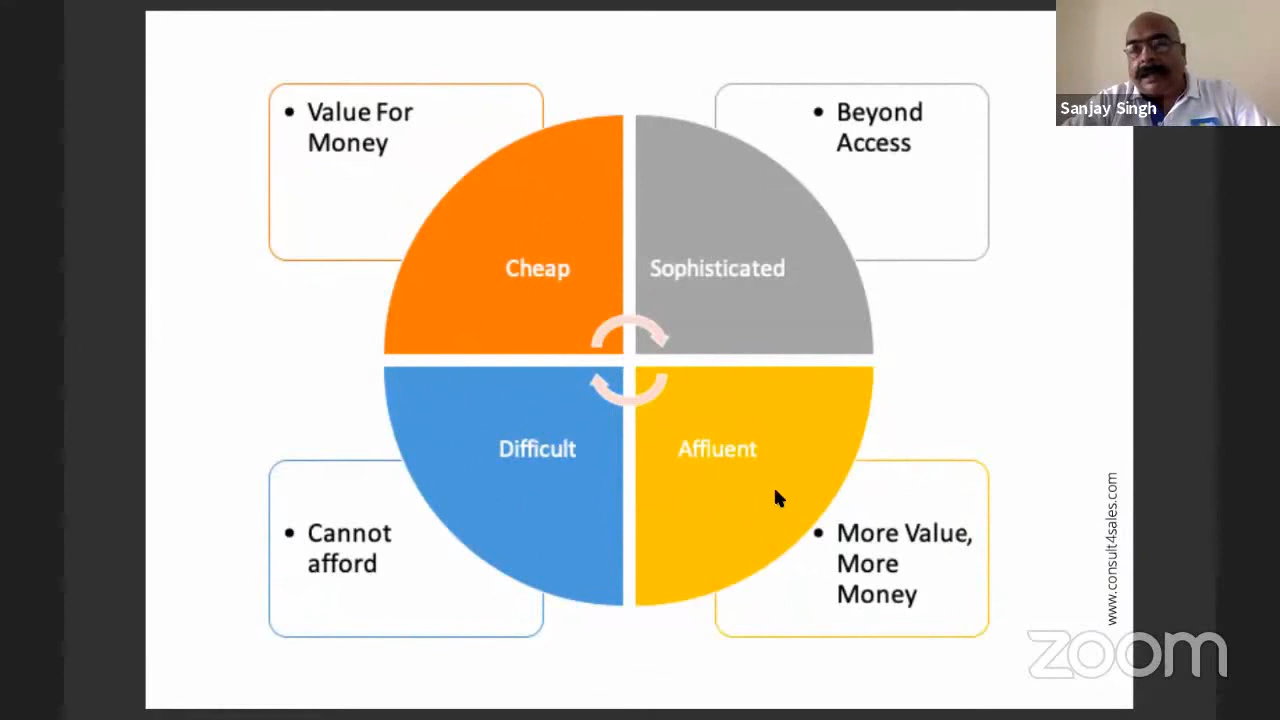 Sanjay Singh
• Value For
Money
• Beyond
Access
Cheap
Sophisticated
Difficult
Affluent
• Cannot
afford
• More Value,
More
Money
www.consult4sales.com
zoom